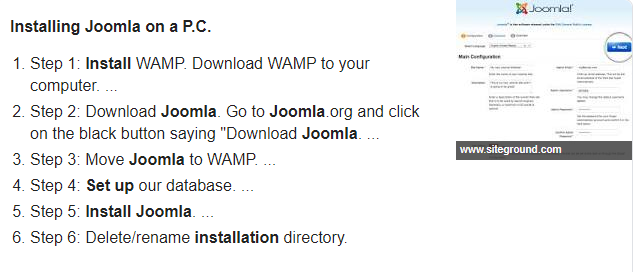 Installing Joomla on a P.C.
1. Step 1: Install WAMP. Download WAMP to your
computer. ...
2. Step 2: Download Joomla. Go to Joomla.org and click
on the black button saying "Download Joomla. ...
3. Step 3: Move Joomla to WAMP. ...
4. Step 4: Set up our database. ...
5. Step 5: Install Joomla. ...
6. Step 6: Delete/rename installation directory.
Joomla!
Main Configuration
Next
www.siteground.com